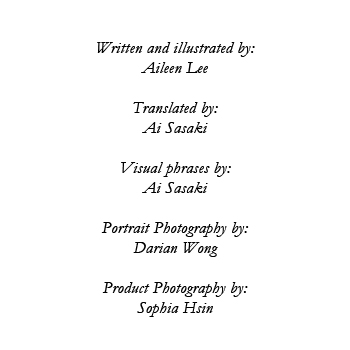 Written and illustrated by:
Aileen Lee
Translated by:
Ai Sasaki
Visual phrases by:
Ai Sasaki
Portrait Photography by:
Darian Wong
Product Photography by:
Sophia Hsin